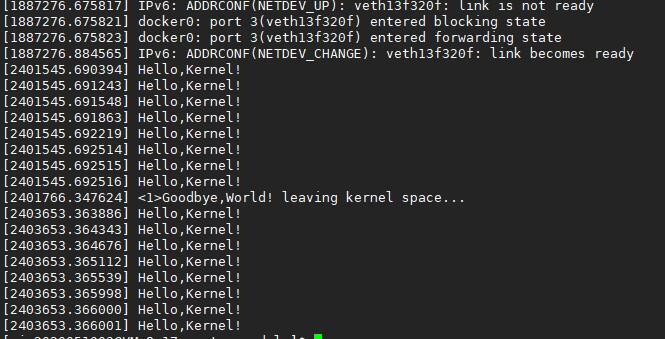 [1887276.675817] IPv6: ADDRCONF(NETDEV_UP): veth13f320f: link is not ready
[1887276.675821] docker0: port 3(veth13f320f) entered blocking state
[1887276.675823] docker0: port 3(veth13f320f) entered forwarding state
[1887276.884565] IPv6: ADDRCONF(NETDEV_CHANGE): veth13f320f: link becomes ready
[2401545.690394] Hello,Kernel!
[2401545.691243] Hello,Kernel!
[2401545.691548] Hello,Kernel!
[2401545.691863] Hello,Kernel!
[2401545.692219] Hello,Kernel!
[2401545.692514] Hello,Kernel!
[2401545.692515] Hello,Kernel!
[2401545.692516] Hello,Kernel!
[2401766.347624] <1>Goodbye,World! leaving kernel space...
[2403653.363886] Hello,Kernel!
[2403653.364343] Hello,Kernel!
[2403653.364676] Hello,Kernel!
[2403653.365112] Hello,Kernel!
[2403653.365539] Hello,Kernel!
[2403653.365998] Hello,Kernel!
[2403653.366000] Hello,Kernel!
[2403653.366001] Hello,Kernel!